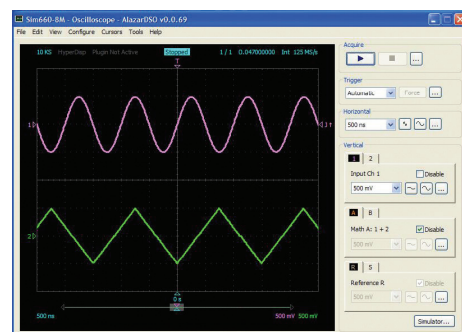 Sim660-8M - Oscilloscope - AlazarDSO v0.0.69
File Edit View Configure Cursors Tools Help
10 KS HyperDisp Plugin Not Active Stopped 1 / 1 0.047000000 Int 125 MS/s
T
1
1
2
0 s
500 ns 500 mV 500 mV
Acquire
...
Trigger
Automatic Force ...
Horizontal
500 ns ...
Vertical
1 2
Input Ch 1 Disable
500 mV ...
A B
Math A: 1 + 2 Disable
500 mV ...
R S
Reference R Disable
500 mV ...
Simulator...